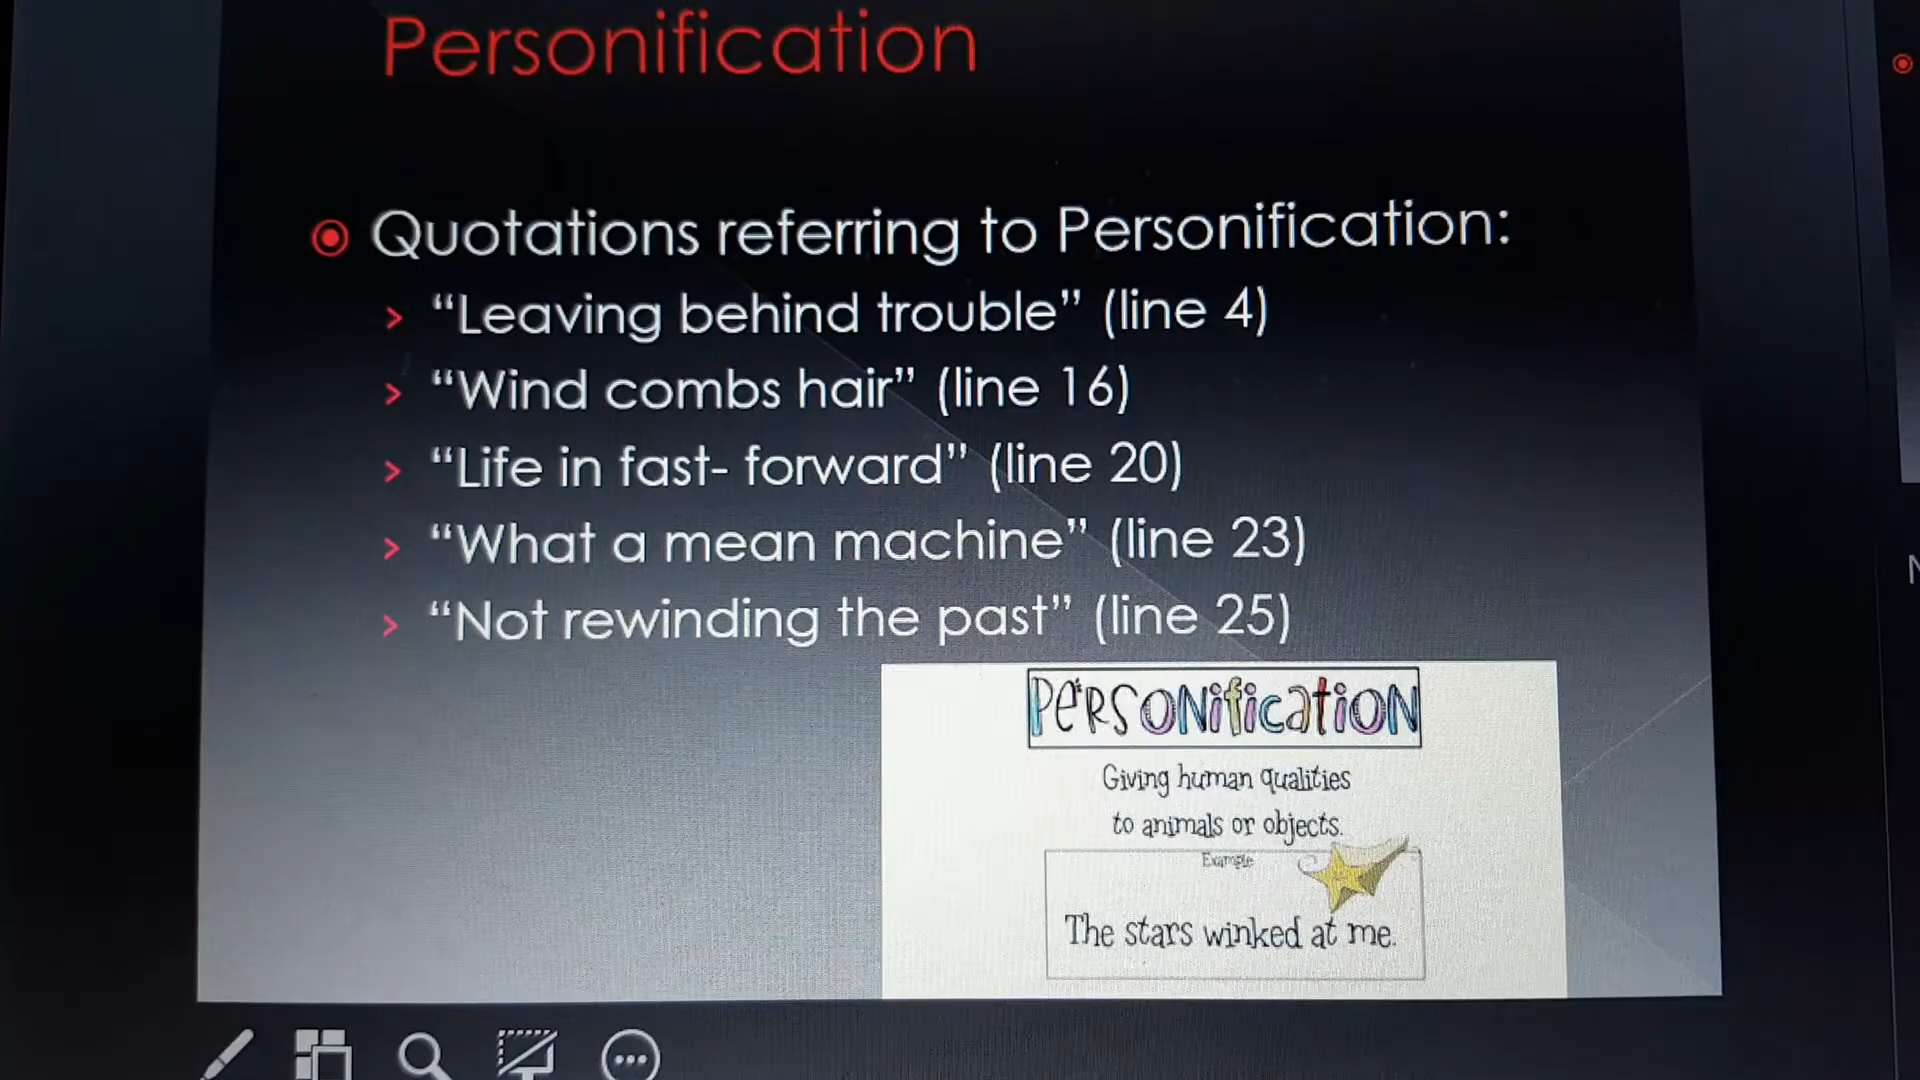 Personification
Quotations referring to Personification:
“Leaving behind trouble” (line 4)
“Wind combs hair” (line 16)
“Life in fast- forward” (line 20)
“What a mean machine” (line 23)
“Not rewinding the past” (line 25)
PERSONification
Giving human qualities
to animals or objects.
Example
The stars winked at me.